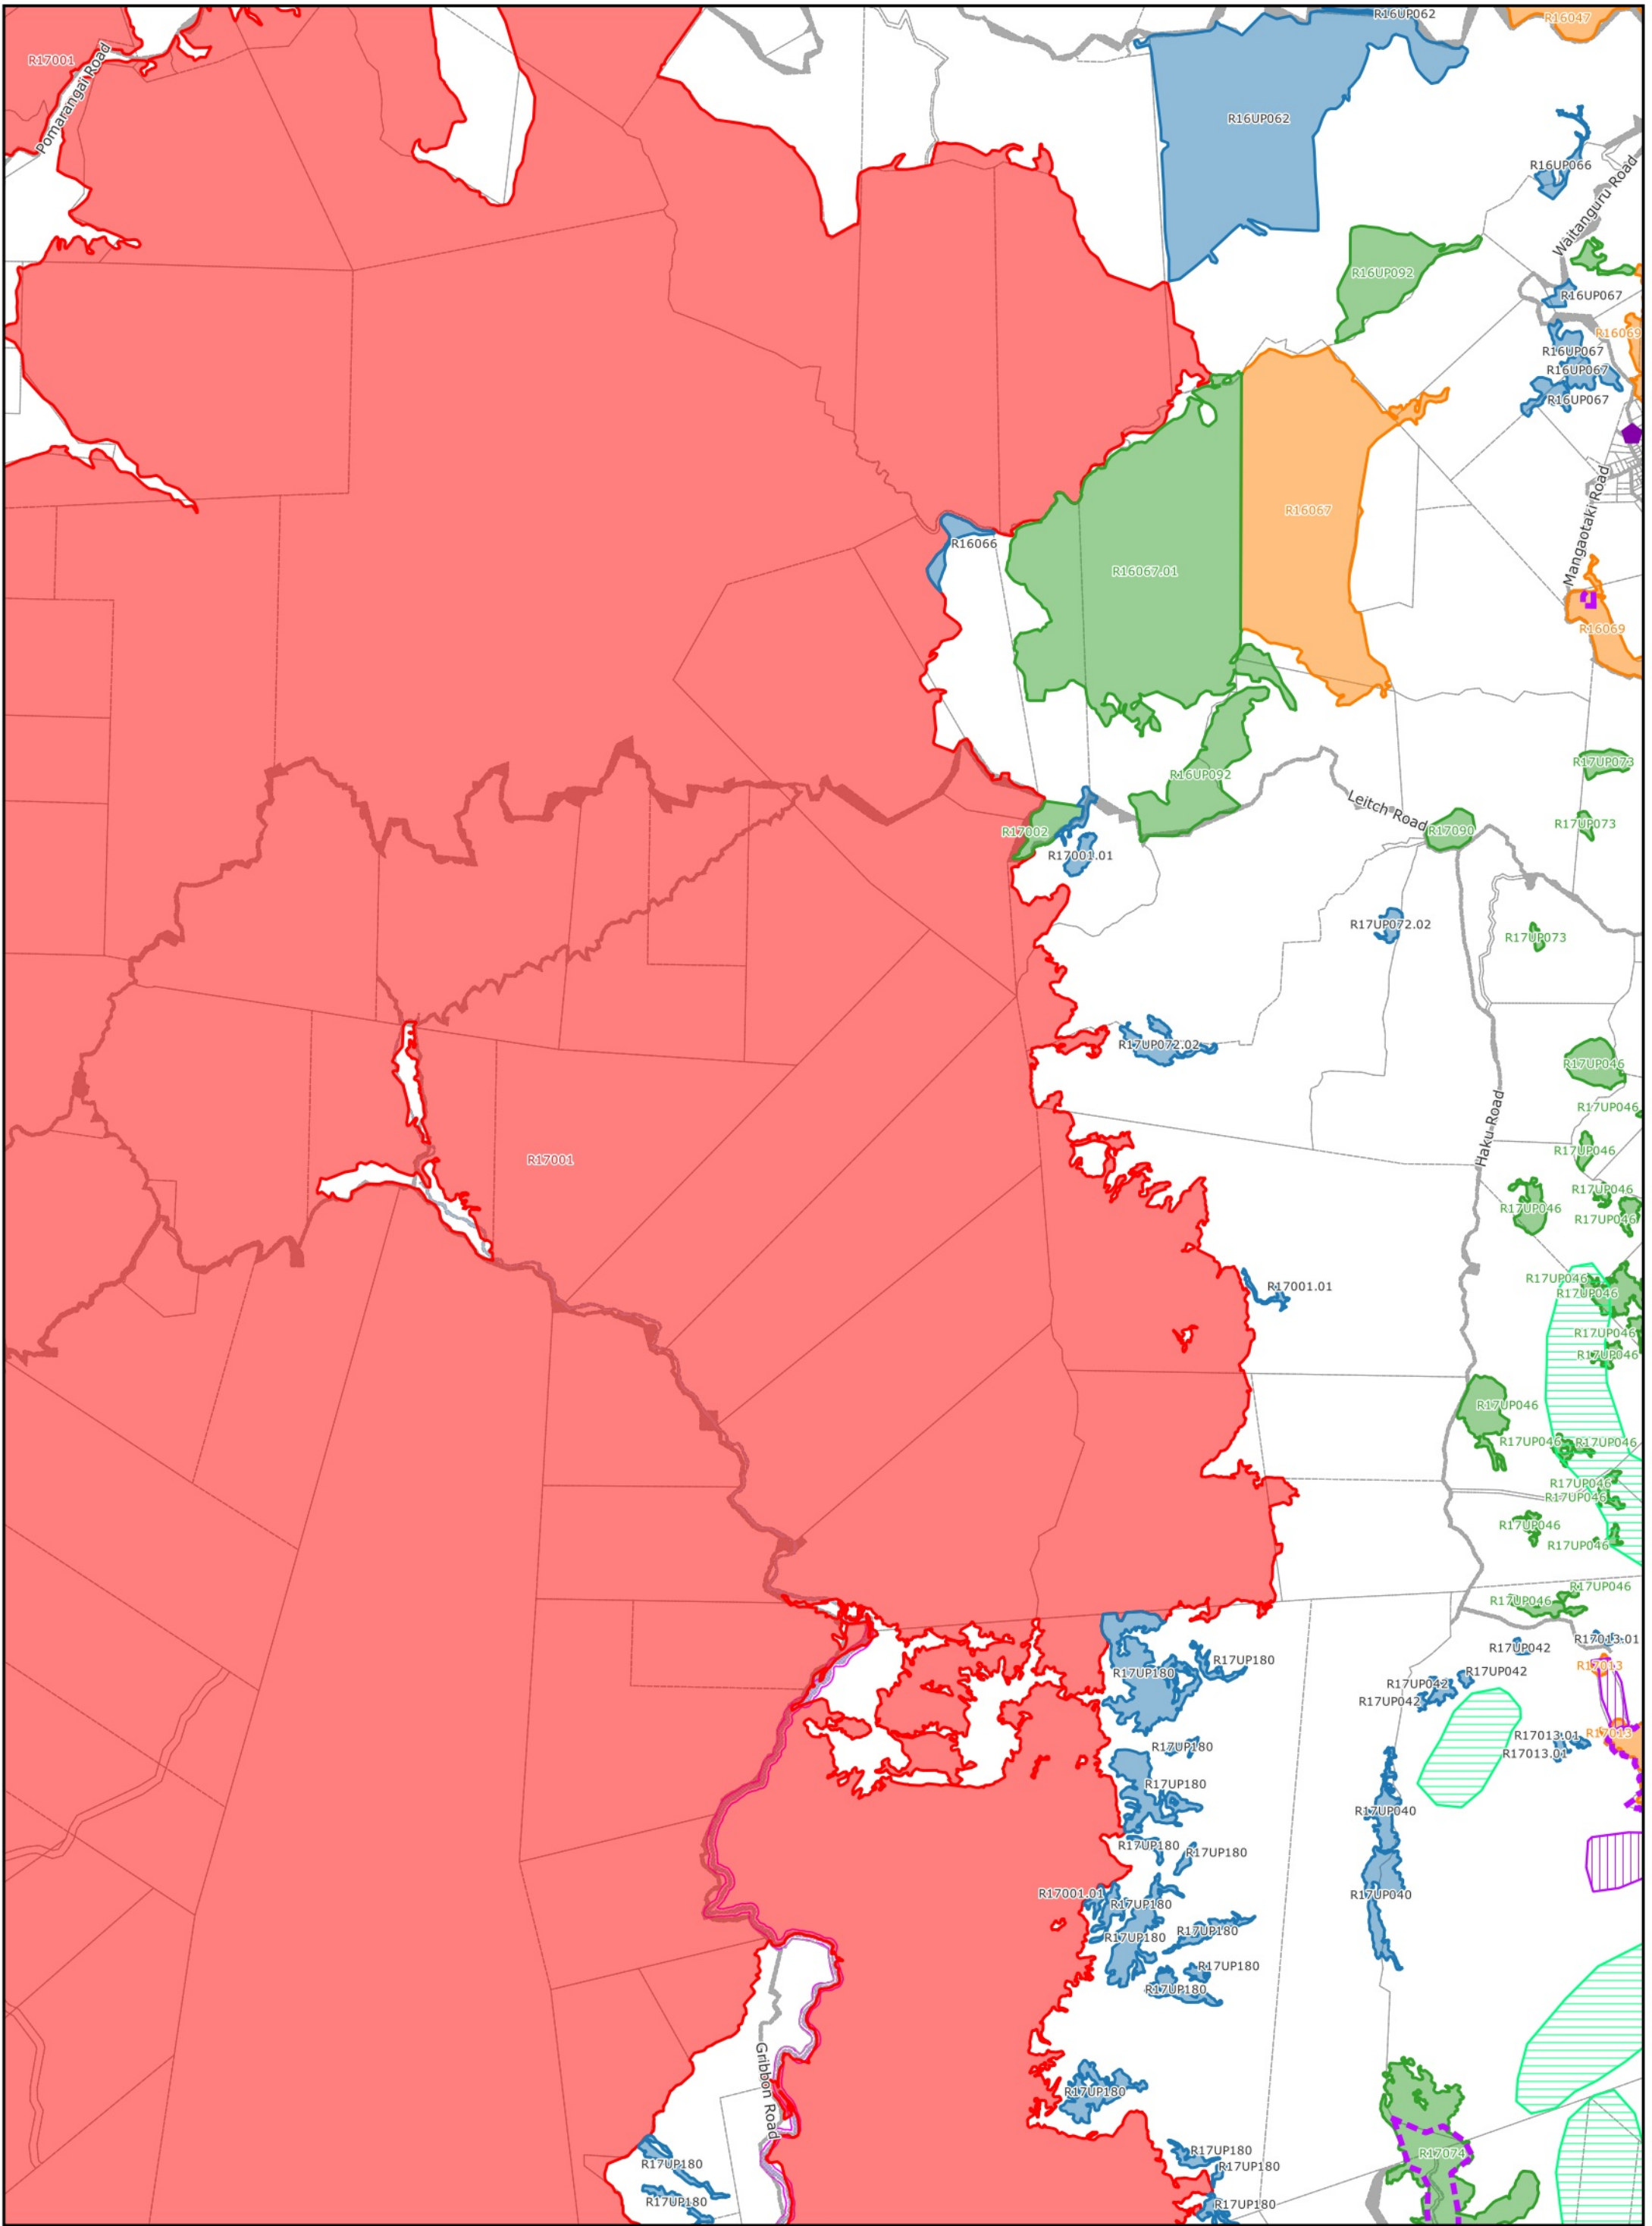 R16UP062
R16047
R17001
Pomarangai Road
R16UP062
R16UP066
Waitanguru Road
R16UP092
R16UP067
R16069
R16UP067
R16UP067
R16UP067
Mangaotaki Road
R16067
R16066
R16067.01
R16069
R17UP073
R16UP092
Leitch Road
R17UP073
R17002
R17090
R17001.01
R17UP072.02
R17UP073
R17UP072.02
R17UP046
R17UP046
Haku Road
R17UP046
R17001
R17UP046
R17UP046
R17UP046
R17UP046
R17001.01
R17UP046
R17UP046
R17UP046
R17UP046
R17UP046
R17UP046
R17UP046
R17UP046
R17UP046
R17UP046
R17UP046
R17UP046
R17013.01
R17UP042
R17UP180
R17013
R17UP180
R17UP042
R17UP042
R17UP042
R17013.01
R17013
R17UP180
R17013.01
R17UP180
R17UP040
R17UP180
R17UP180
R17001.01
R17UP040
R17UP180
R17UP180
R17UP180
R17UP180
R17UP180
Gribbon Road
R17UP180
R17UP180
R17074
R17UP180
R17UP180
R17UP180
R17UP180